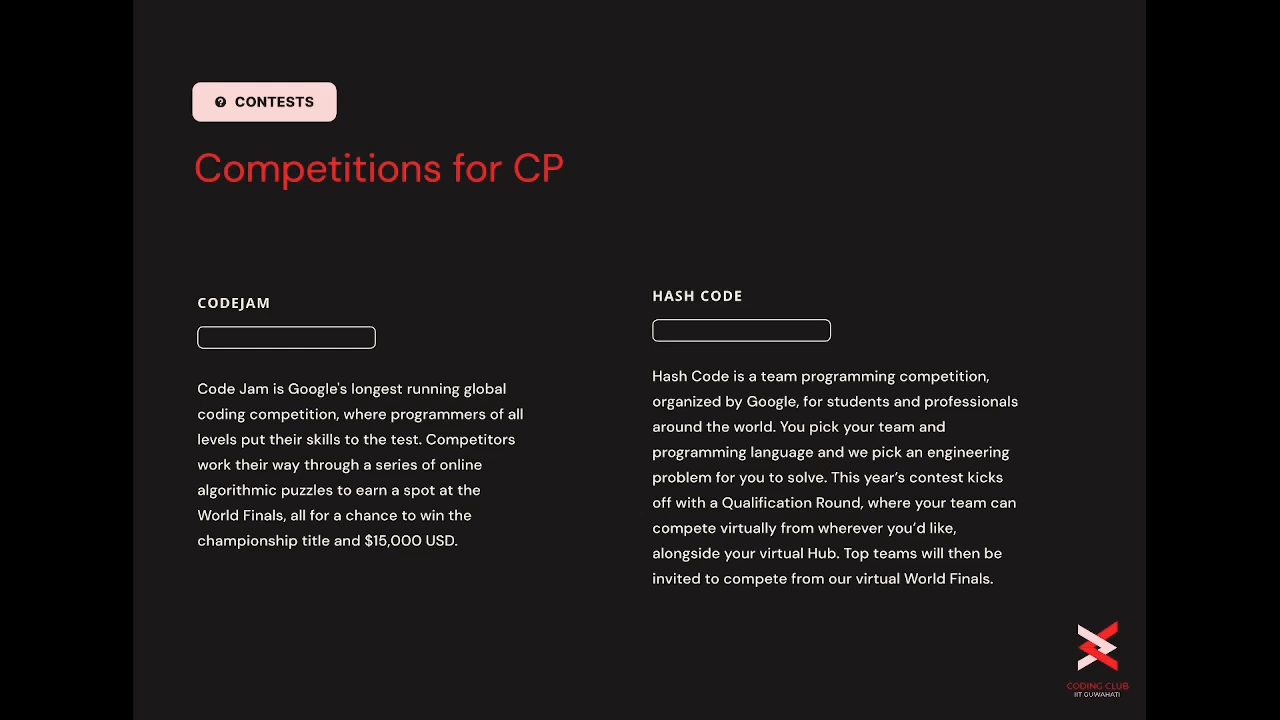 CONTESTS
Competitions for CP
CODEJAM
Code Jam is Google's longest running global
coding competition, where programmers of all
levels put their skills to the test. Competitors
work their way through a series of online
algorithmic puzzles to earn a spot at the
World Finals, all for a chance to win the
championship title and $15,000 USD.
HASH CODE
Hash Code is a team programming competition,
organized by Google, for students and professionals
around the world. You pick your team and
programming language and we pick an engineering
problem for you to solve. This year’s contest kicks
off with a Qualification Round, where your team can
compete virtually from wherever you’d like,
alongside your virtual Hub. Top teams will then be
invited to compete from our virtual World Finals.
CODING CLUB
IIT GUWAHATI